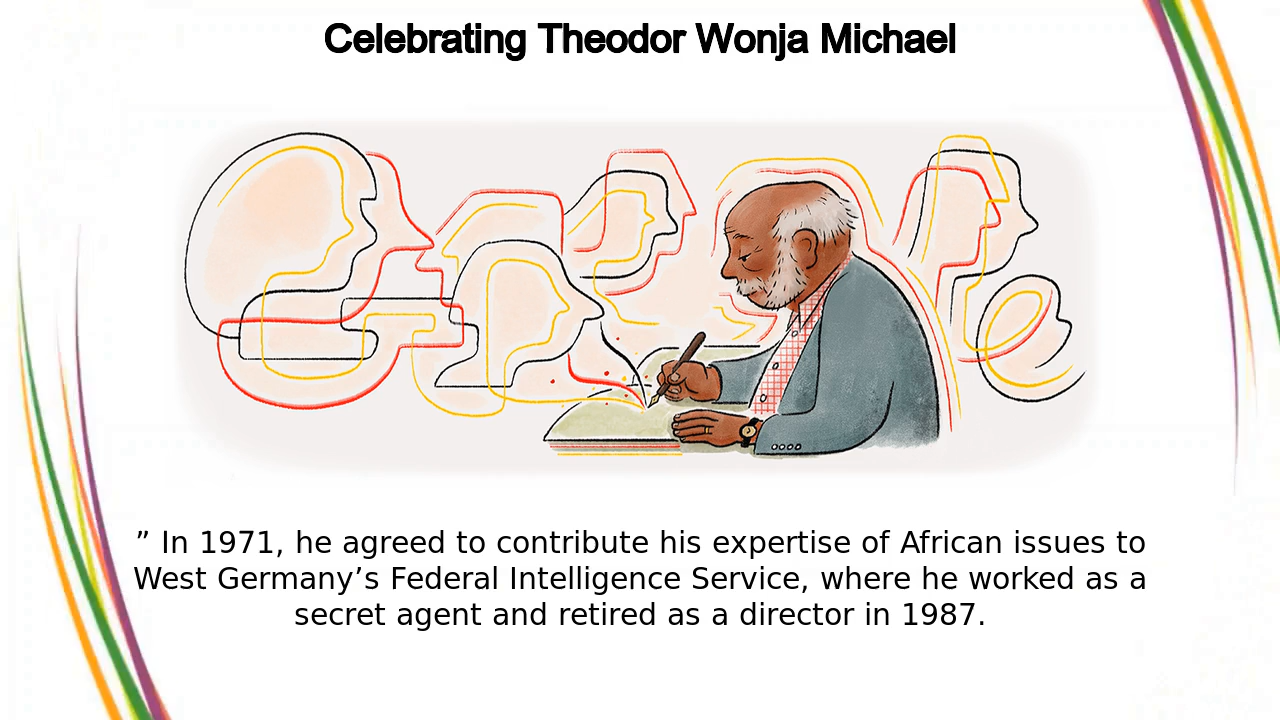 Celebrating Theodor Wonja Michael
” In 1971, he agreed to contribute his expertise of African issues to
West Germany’s Federal Intelligence Service, where he worked as a
secret agent and retired as a director in 1987.